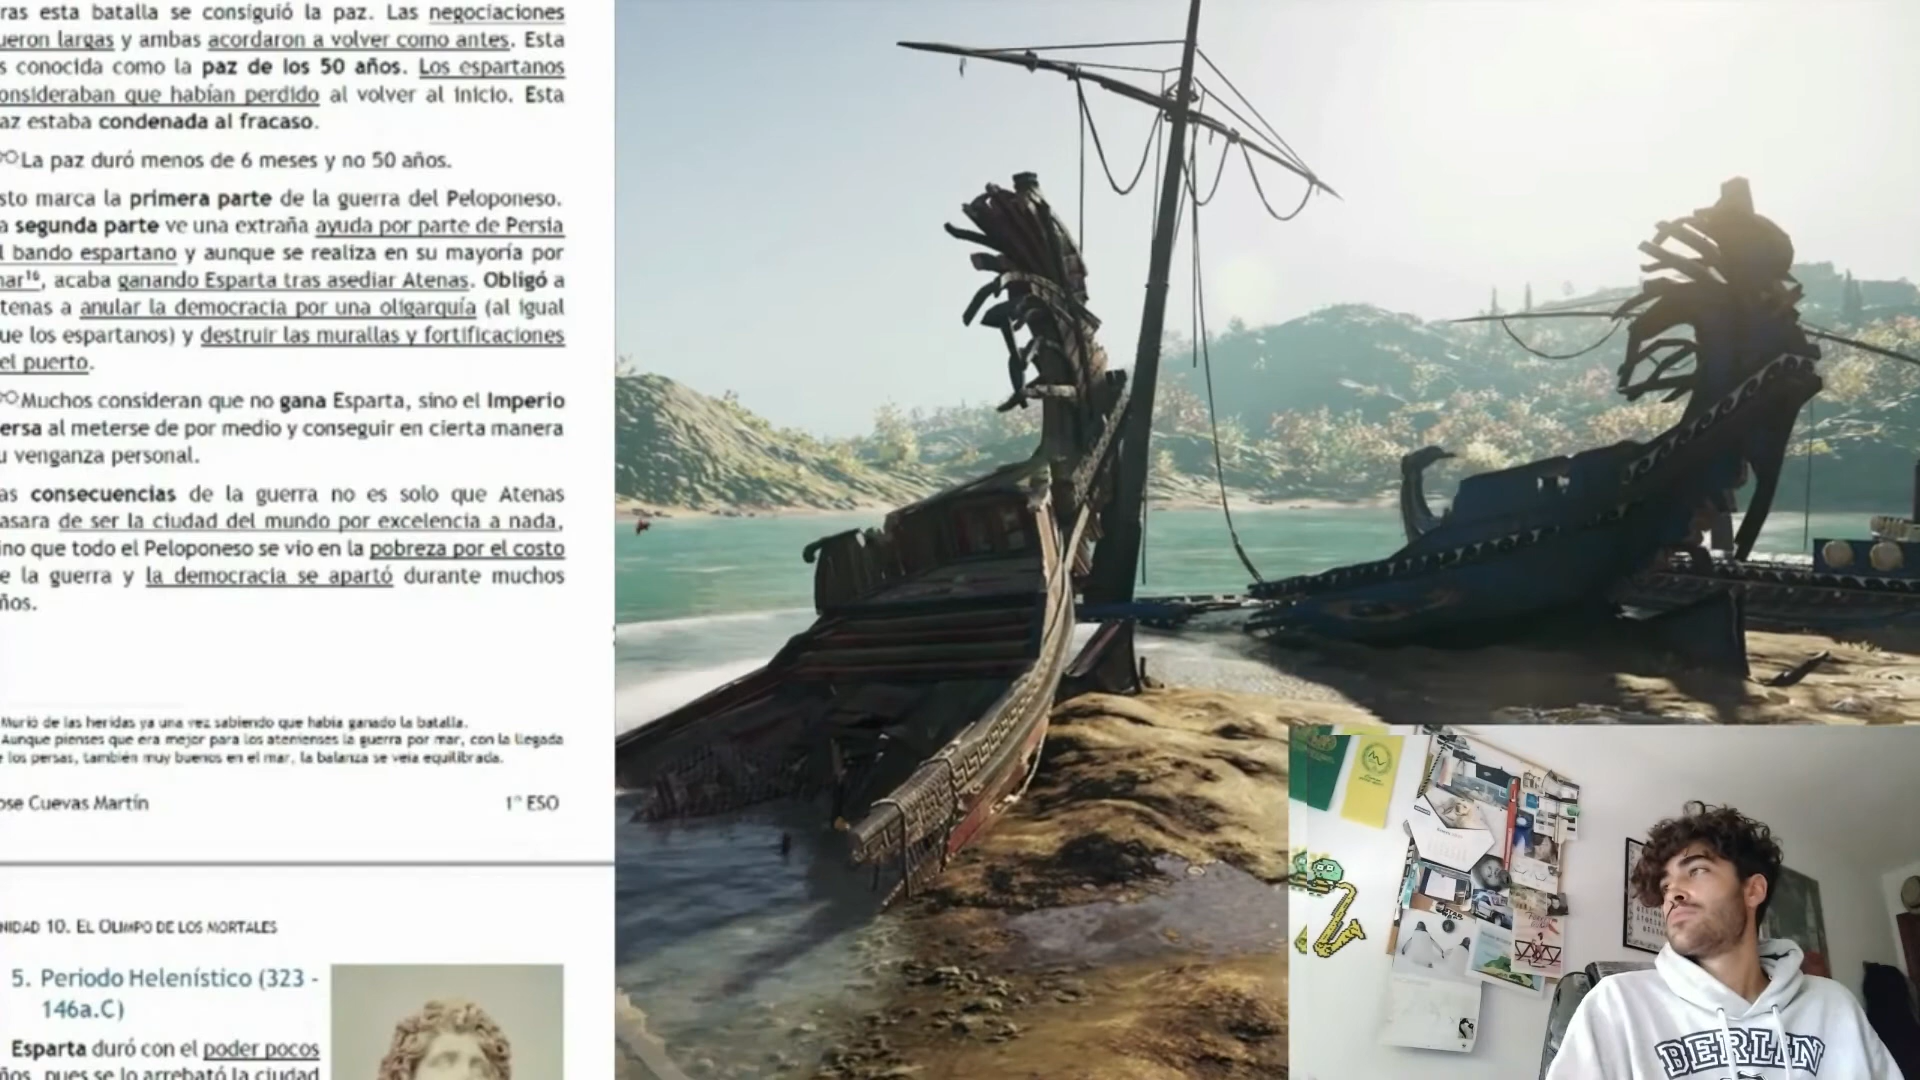 ras esta batalla se consiguió la paz. Las negociaciones
ueron largas y ambas acordaron a volver como antes. Esta
s conocida como la paz de los 50 años. Los espartanos
onsideraban que habían perdido al volver al inicio. Esta
az estaba condenada al fracaso.
La paz duró menos de 6 meses y no 50 años.
sto marca la primera parte de la guerra del Peloponeso.
a segunda parte ve una extraña ayuda por parte de Persia
l bando espartano y aunque se realiza en su mayoría por
mar¹⁶, acaba ganando Esparta tras asediar Atenas. Obligó a
tenas a anular la democracia por una oligarquía (al igual
ue los espartanos) y destruir las murallas y fortificaciones
el puerto.
Muchos consideran que no gana Esparta, sino el Imperio
ersa al meterse de por medio y conseguir en cierta manera
u venganza personal.
as consecuencias de la guerra no es solo que Atenas
asara de ser la ciudad del mundo por excelencia a nada,
ino que todo el Peloponeso se vio en la pobreza por el costo
e la guerra y la democracia se apartó durante muchos
ños.
Murió de las heridas ya una vez sabiendo que había ganado la batalla.
Aunque pienses que era mejor para los atenienses la guerra por mar, con la llegada
e los persas, también muy buenos en el mar, la balanza se veía equilibrada.
ose Cuevas Martín 1º ESO
NIDAD 10. EL OLIMPO DE LOS MORTALES
5. Periodo Helenístico (323 -
146a.C)
Esparta duró con el poder pocos
ños, pues se lo arrebató la ciudad
BERLIN